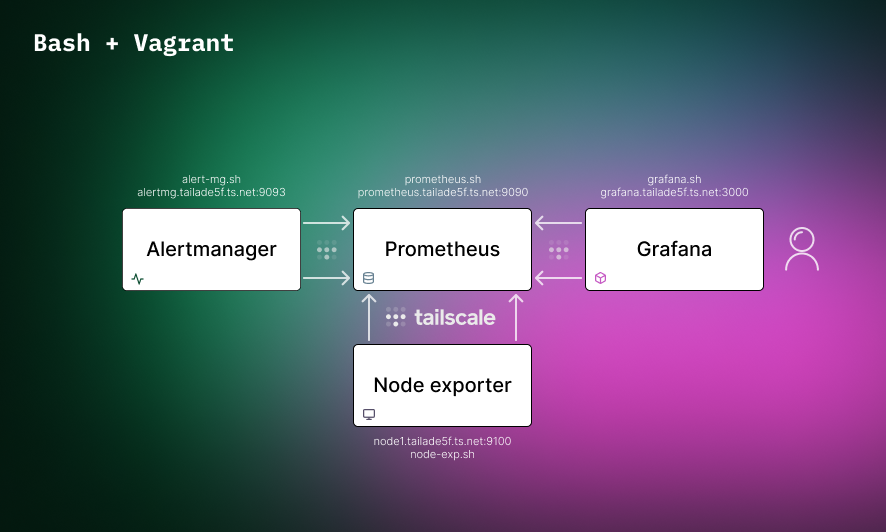 Bash + Vagrant
alert-mg.sh
alertmg.tailade5f.ts.net:9093
prometheus.sh
prometheus.tailade5f.ts.net:9090
grafana.sh
grafana.tailade5f.ts.net:3000
Alertmanager
Prometheus
Grafana
tailscale
Node exporter
node1.tailade5f.ts.net:9100
node-exp.sh